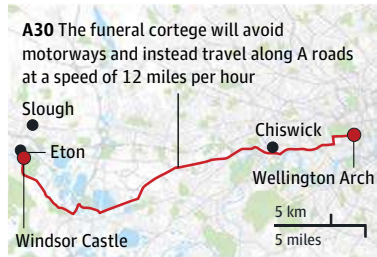 A30 The funeral cortege will avoid
motorways and instead travel along A roads
at a speed of 12 miles per hour
Slough
Eton
Chiswick
Wellington Arch
Windsor Castle
5 km
5 miles